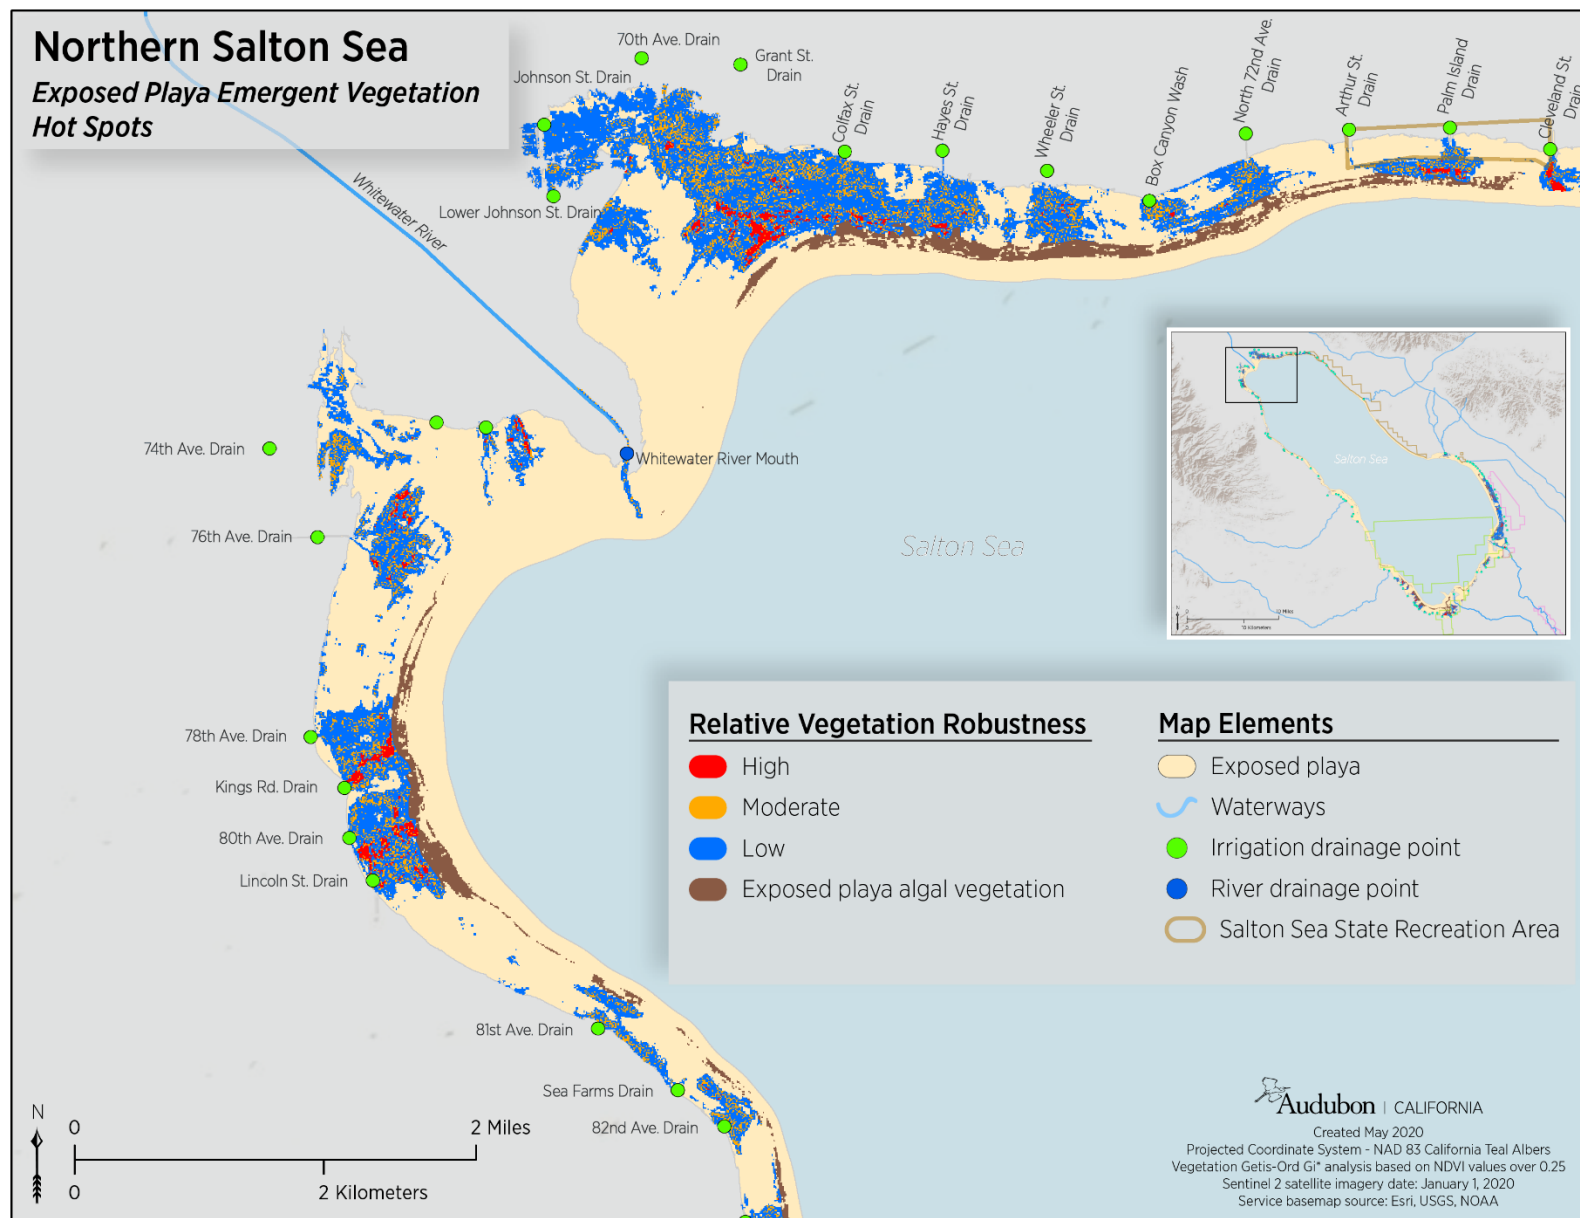 Northern Salton Sea
Exposed Playa Emergent Vegetation
Hot Spots
70th Ave. Drain
Grant St.
Drain
Johnson St. Drain
Colfax St.
Drain
Hayes St.
Drain
Wheeler St.
Drain
Box Canyon Wash
North 72nd Ave.
Drain
Arthur St.
Drain
Palm Island
Drain
Cleveland St.
Drain
Lower Johnson St. Drain
Whitewater River
74th Ave. Drain
Whitewater River Mouth
76th Ave. Drain
Salton Sea
Salton Sea
N
0
12 Miles
0
12 Kilometers
78th Ave. Drain
Kings Rd. Drain
80th Ave. Drain
Lincoln St. Drain
81st Ave. Drain
Sea Farms Drain
82nd Ave. Drain
Relative Vegetation Robustness
High
Moderate
Low
Exposed playa algal vegetation
Map Elements
Exposed playa
Waterways
Irrigation drainage point
River drainage point
Salton Sea State Recreation Area
N
0
2 Miles
0
2 Kilometers
Audubon | CALIFORNIA
Created May 2020
Projected Coordinate System - NAD 83 California Teal Albers
Vegetation Getis-Ord Gi* analysis based on NDVI values over 0.25
Sentinel 2 satellite imagery date: January 1, 2020
Service basemap source: Esri, USGS, NOAA